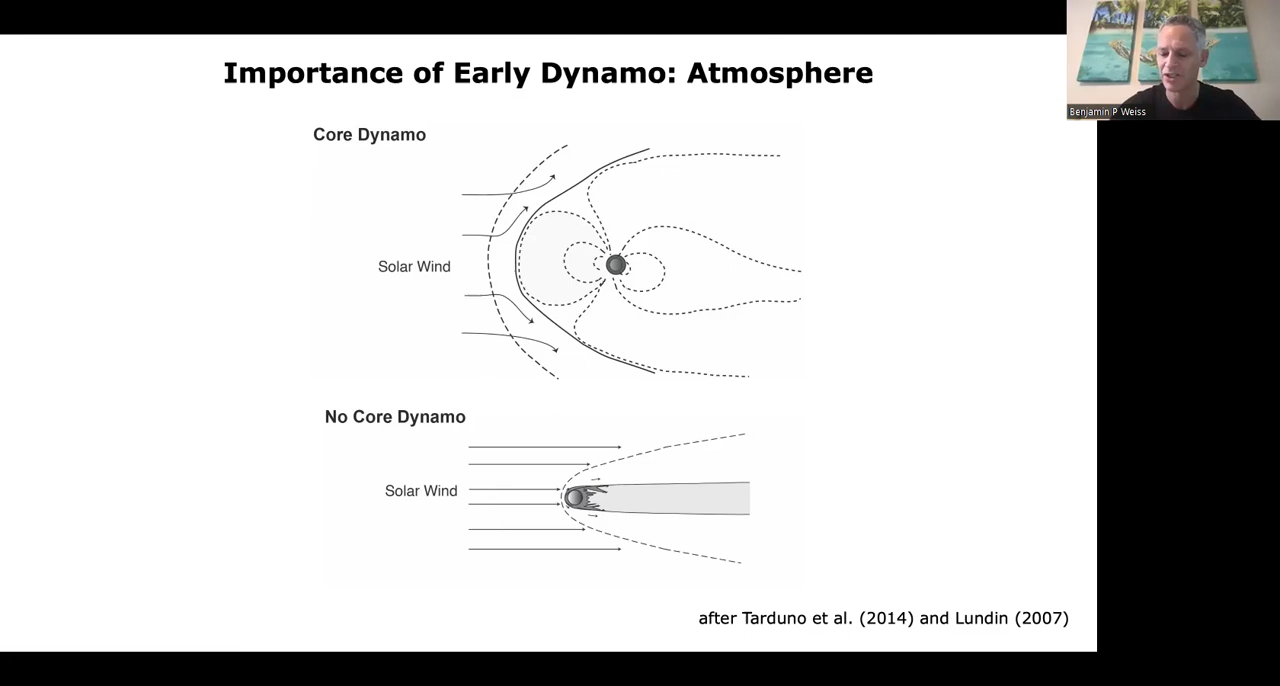 Importance of Early Dynamo: Atmosphere
Benjamin P Weiss
Core Dynamo
Solar Wind
No Core Dynamo
Solar Wind
after Tarduno et al. (2014) and Lundin (2007)